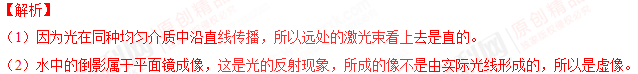 【解析】
（1）因为光在同种均匀介质中沿直线传播，所以远处的激光束看上去是直的。
（2）水中的倒影属于平面镜成像，这是光的反射现象，所成的像不是由实际光线形成的，所以是虚像。